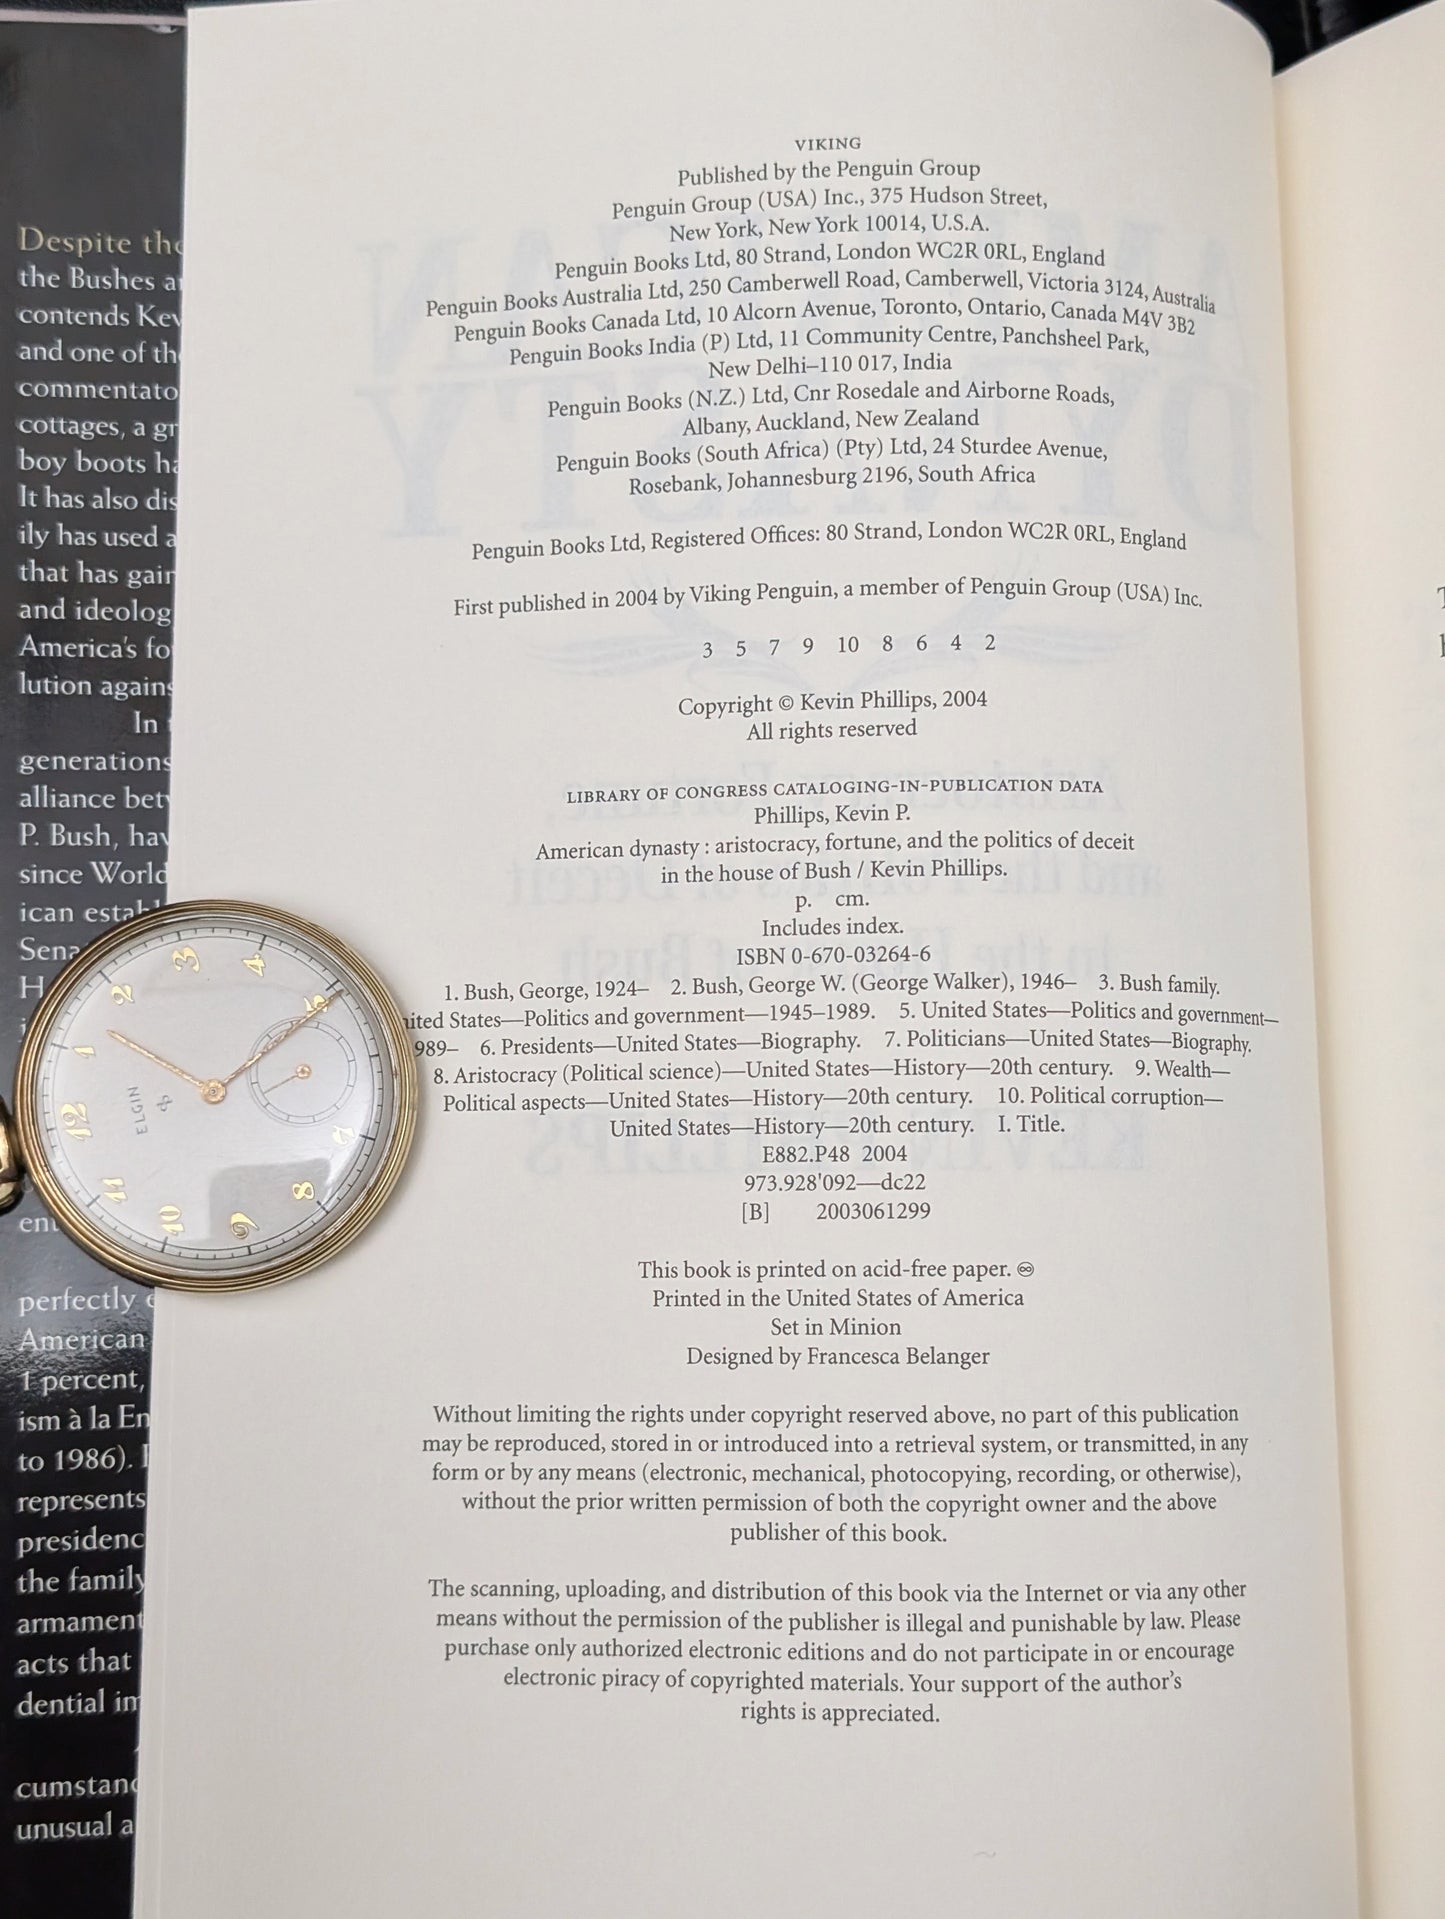 Despite the
the Bushes
contends
and one of
commentato
cottages, a
boy boots
It has also
ily has used a
that has
and ideolog
America's
lution
In
generations
alliance
P. Bush,
since World
ican
perfectly
American
1 percent,
ism à la
to 1986).
represents
presidenc
the family
armament
acts that
dential
cumstanc
unusual a
VIKING
Published by the Penguin Group
Penguin Group (USA) Inc., 375 Hudson Street,
New York, New York 10014, U.S.A.
Penguin Books Ltd, 80 Strand, London WC2R 0RL, England
Penguin Books Australia Ltd, 250 Camberwell Road, Camberwell, Victoria 3124, Australia
Penguin Books Canada Ltd, 10 Alcorn Avenue, Toronto, Ontario, Canada M4V 3B2
Penguin Books India (P) Ltd, 11 Community Centre, Panchsheel Park,
New Delhi–110 017, India
Penguin Books (N.Z.) Ltd, Cnr Rosedale and Airborne Roads,
Albany, Auckland, New Zealand
Penguin Books (South Africa) (Pty) Ltd, 24 Sturdee Avenue,
Rosebank, Johannesburg 2196, South Africa
Penguin Books Ltd, Registered Offices: 80 Strand, London WC2R 0RL, England
First published in 2004 by Viking Penguin, a member of Penguin Group (USA) Inc.
3 5 7 9 10 8 6 4 2
Copyright © Kevin Phillips, 2004
All rights reserved
LIBRARY OF CONGRESS CATALOGING-IN-PUBLICATION DATA
Phillips, Kevin P.
American dynasty : aristocracy, fortune, and the politics of deceit
in the house of Bush / Kevin Phillips.
p. cm.
Includes index.
ISBN 0-670-03264-6
1. Bush, George, 1924– 2. Bush, George W. (George Walker), 1946– 3. Bush family.
ited States—Politics and government—1945–1989. 5. United States—Politics and government—
989– 6. Presidents—United States—Biography. 7. Politicians—United States—Biography.
8. Aristocracy (Political science)—United States—History—20th century. 9. Wealth—
Political aspects—United States—History—20th century. 10. Political corruption—
United States—History—20th century. I. Title.
E882.P48 2004
973.928'092—dc22
[B] 2003061299
This book is printed on acid-free paper. ♾
Printed in the United States of America
Set in Minion
Designed by Francesca Belanger
Without limiting the rights under copyright reserved above, no part of this publication
may be reproduced, stored in or introduced into a retrieval system, or transmitted, in any
form or by any means (electronic, mechanical, photocopying, recording, or otherwise),
without the prior written permission of both the copyright owner and the above
publisher of this book.
The scanning, uploading, and distribution of this book via the Internet or via any other
means without the permission of the publisher is illegal and punishable by law. Please
purchase only authorized electronic editions and do not participate in or encourage
electronic piracy of copyrighted materials. Your support of the author's
rights is appreciated.
ELGIN
12 1 2 3 4 5 7 8 9 10 11